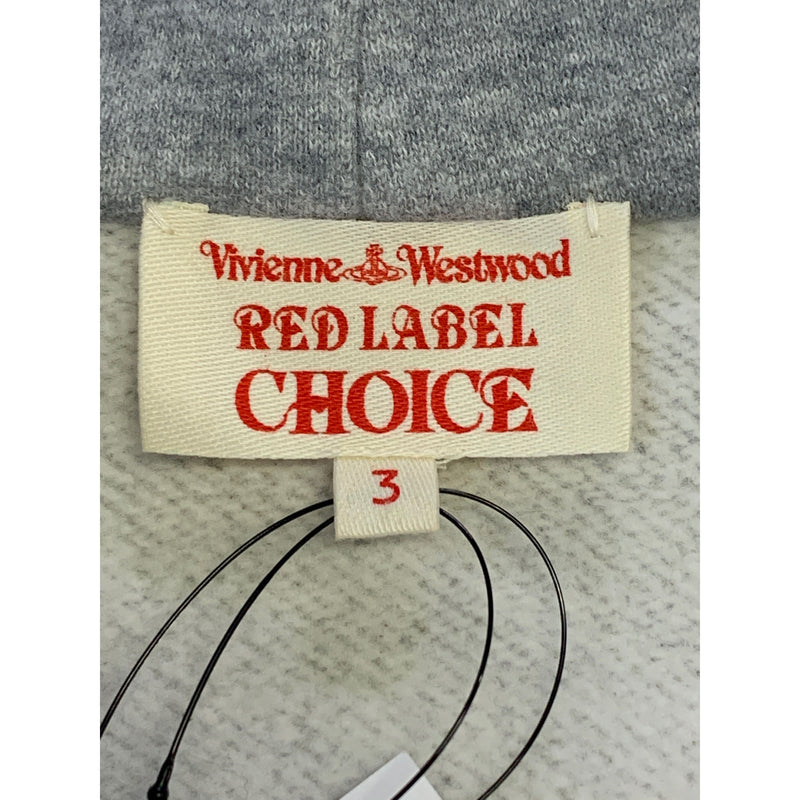 Vivienne Westwood
RED LABEL
CHOICE
3